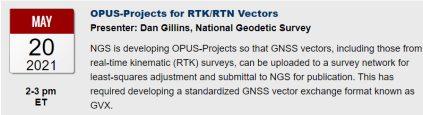 MAY
20
2021
2-3 pm
ET
OPUS-Projects for RTK/RTN Vectors
Presenter: Dan Gillins, National Geodetic Survey
NGS is developing OPUS-Projects so that GNSS vectors, including those from
real-time kinematic (RTK) surveys, can be uploaded to a survey network for
least-squares adjustment and submittal to NGS for publication. This has
required developing a standardized GNSS vector exchange format known as
GVX.